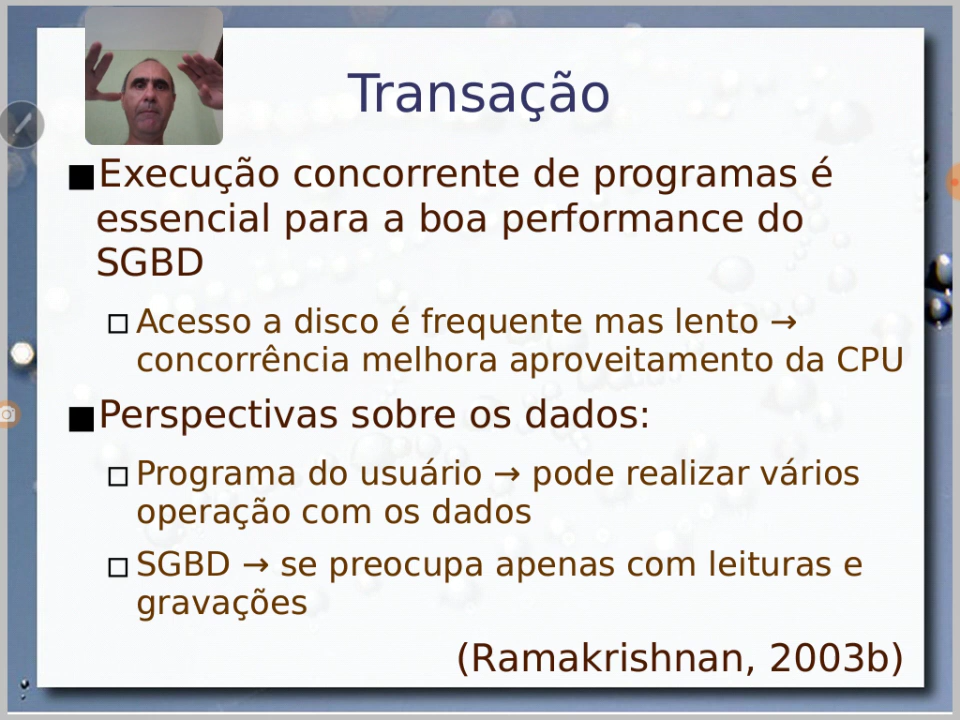 Transação
Execução concorrente de programas é
essencial para a boa performance do
SGBD
Acesso a disco é frequente mas lento →
concorrência melhora aproveitamento da CPU
Perspectivas sobre os dados:
Programa do usuário → pode realizar vários
operação com os dados
SGBD → se preocupa apenas com leituras e
gravações
(Ramakrishnan, 2003b)